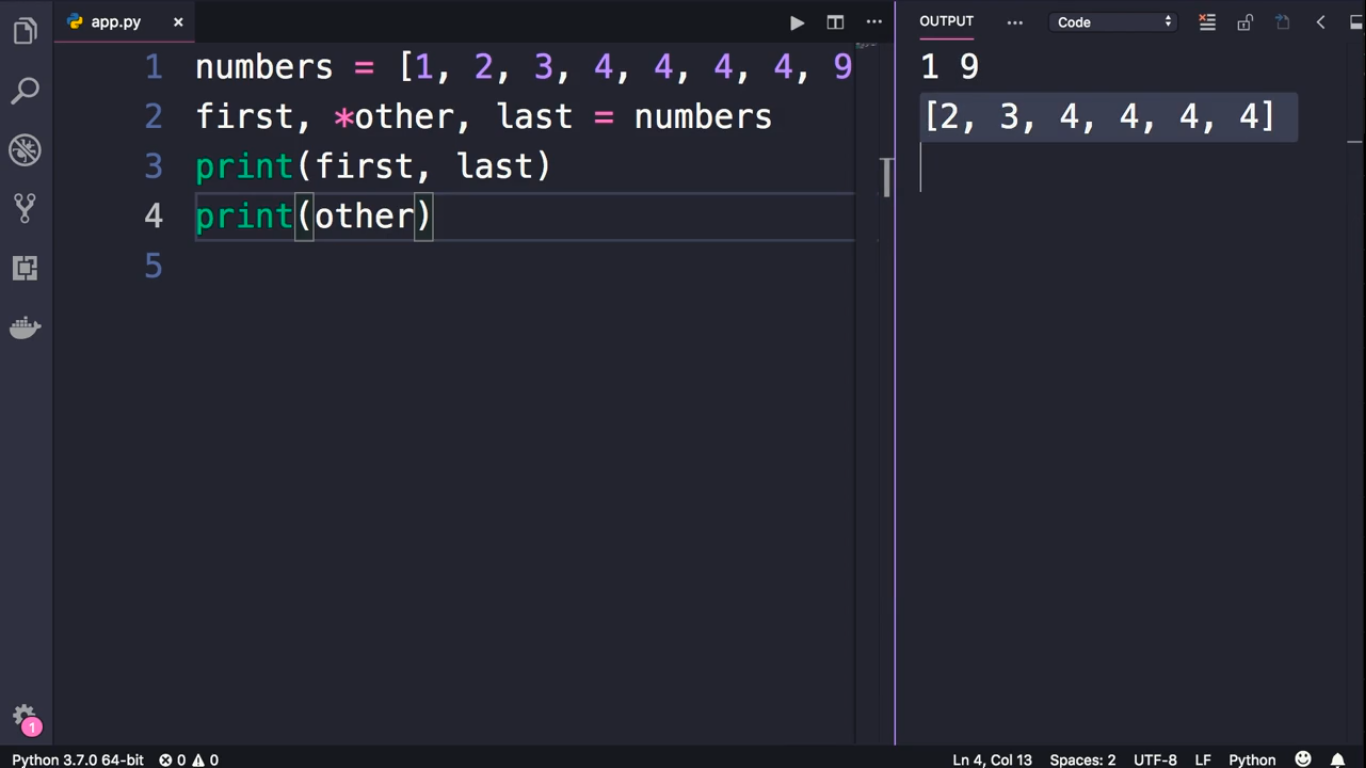 app.py ×
1 numbers = [1, 2, 3, 4, 4, 4, 4, 9
2 first, *other, last = numbers
3 print(first, last)
4 print(other)
5
OUTPUT ... Code
1 9
[2, 3, 4, 4, 4, 4]
1
Python 3.7.0 64-bit 0 0 Ln 4, Col 13 Spaces: 2 UTF-8 LF Python